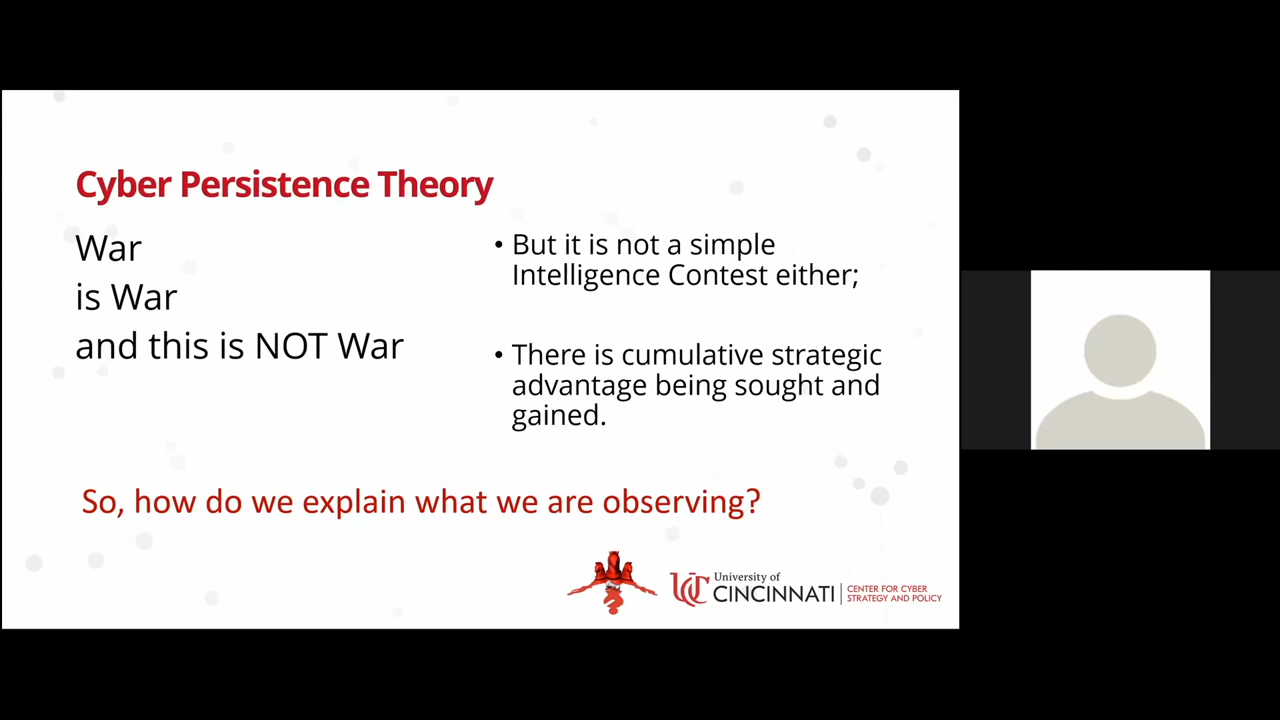 Cyber Persistence Theory
War
is War
and this is NOT War
• But it is not a simple
Intelligence Contest either;
• There is cumulative strategic
advantage being sought and
gained.
So, how do we explain what we are observing?
UC
University of
CINCINNATI
CENTER FOR CYBER
STRATEGY AND POLICY